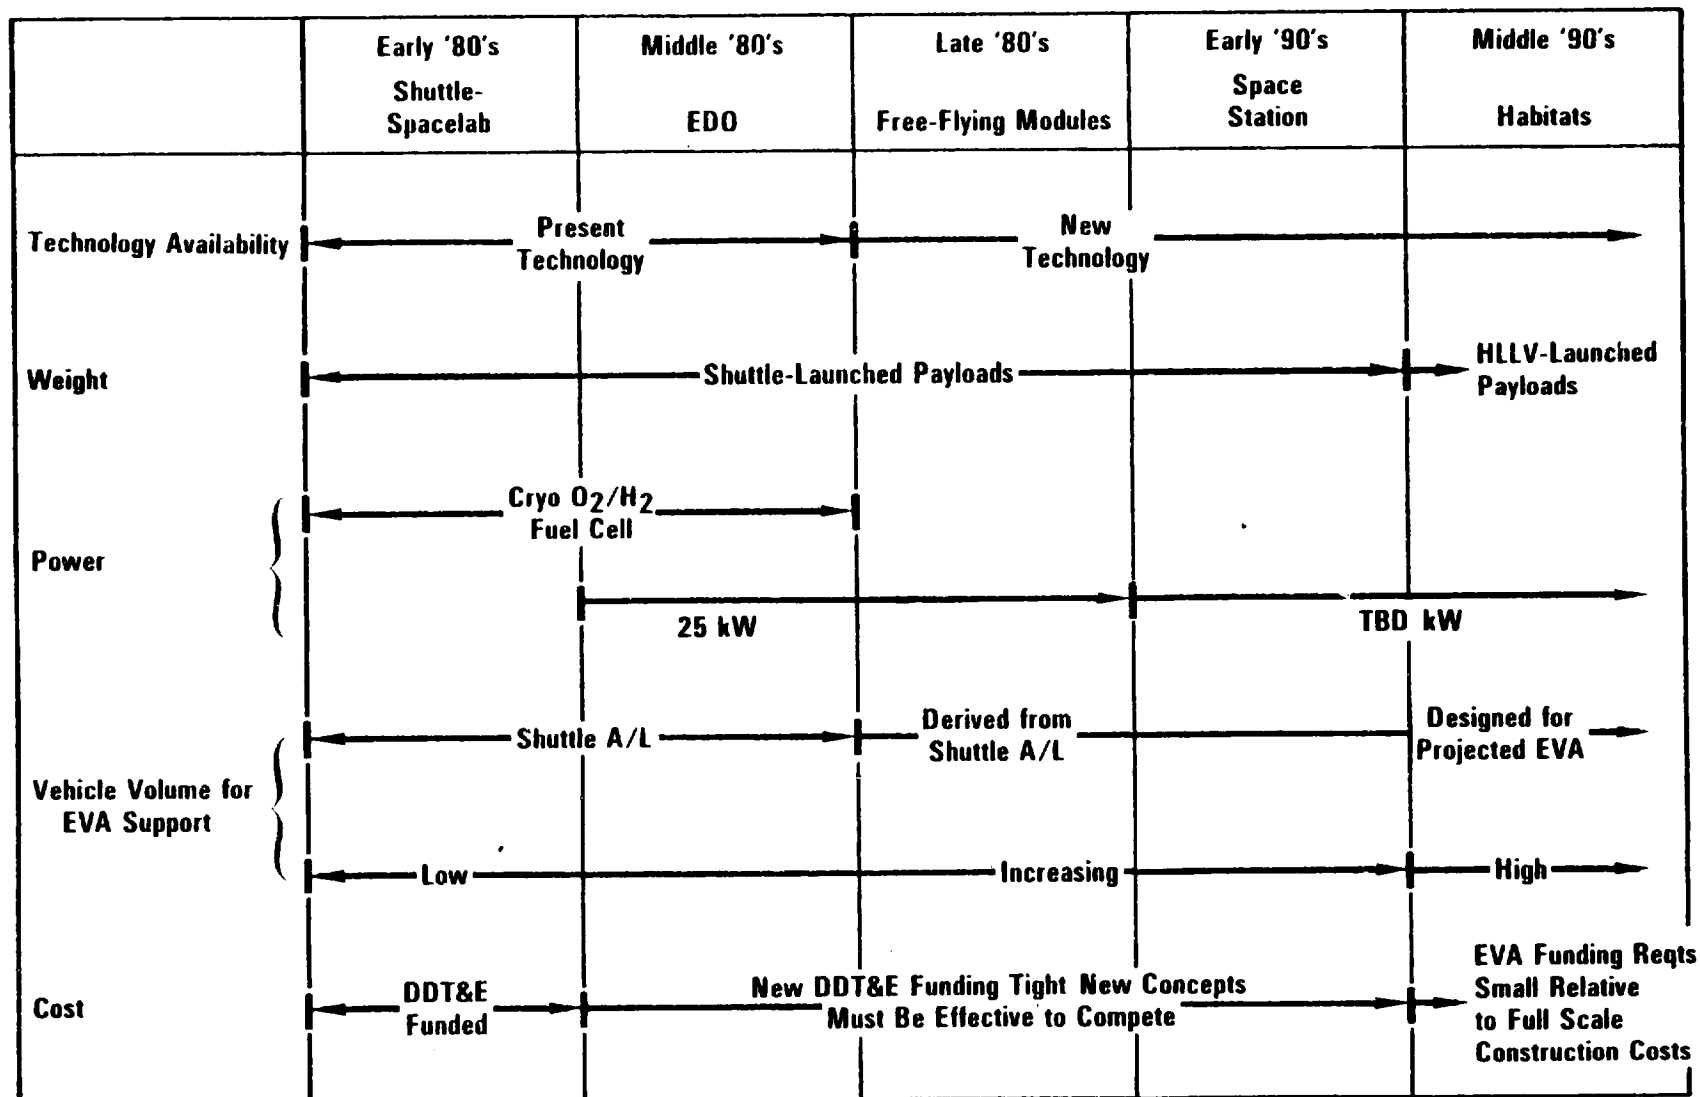 Early '80's
Shuttle-
Spacelab
Middle '80's
EDO
Late '80's
Free-Flying Modules
Early '90's
Space
Station
Middle '90's
Habitats
Technology Availability
Present
Technology
New
Technology
Weight
Shuttle-Launched Payloads
HLLV-Launched
Payloads
Power
Cryo O2/H2
Fuel Cell
25 kW
TBD kW
Vehicle Volume for
EVA Support
Shuttle A/L
Derived from
Shuttle A/L
Designed for
Projected EVA
Low
Increasing
High
Cost
DDT&E
Funded
New DDT&E Funding Tight New Concepts
Must Be Effective to Compete
EVA Funding Reqts
Small Relative
to Full Scale
Construction Costs